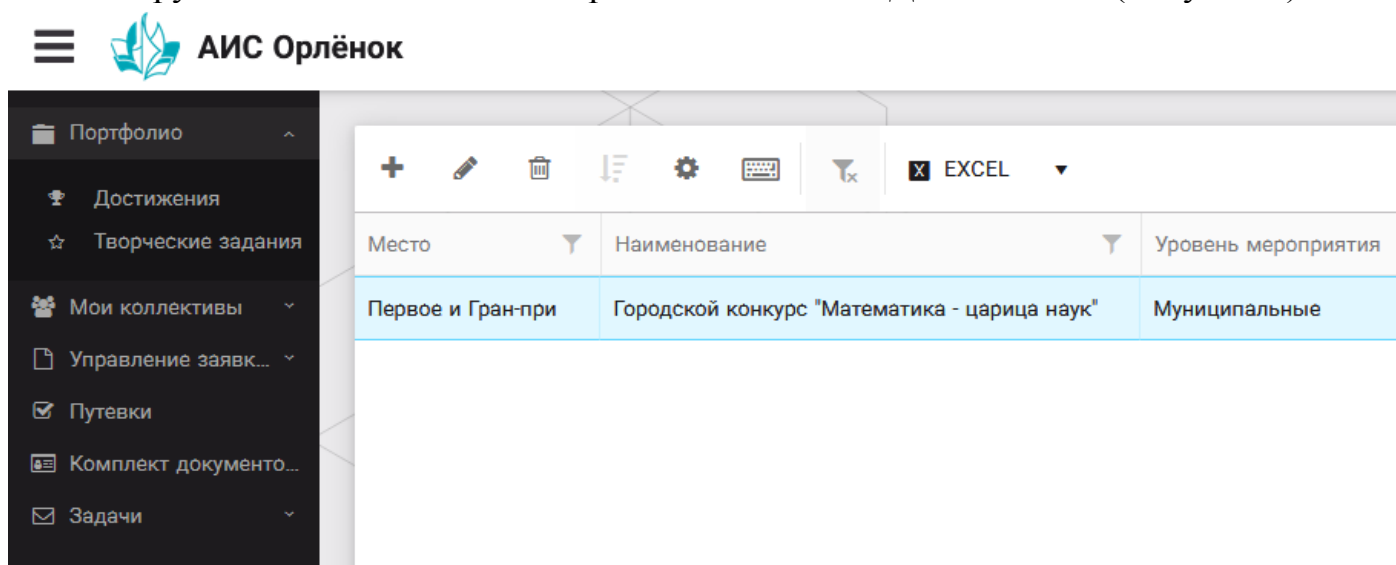 АИС Орлёнок
Портфолио
Достижения
Творческие задания
Мои коллективы
Управление заявк...
Путевки
Комплект документо...
Задачи
EXCEL
Место Наименование Уровень мероприятия
Первое и Гран-при Городской конкурс "Математика - царица наук" Муниципальные